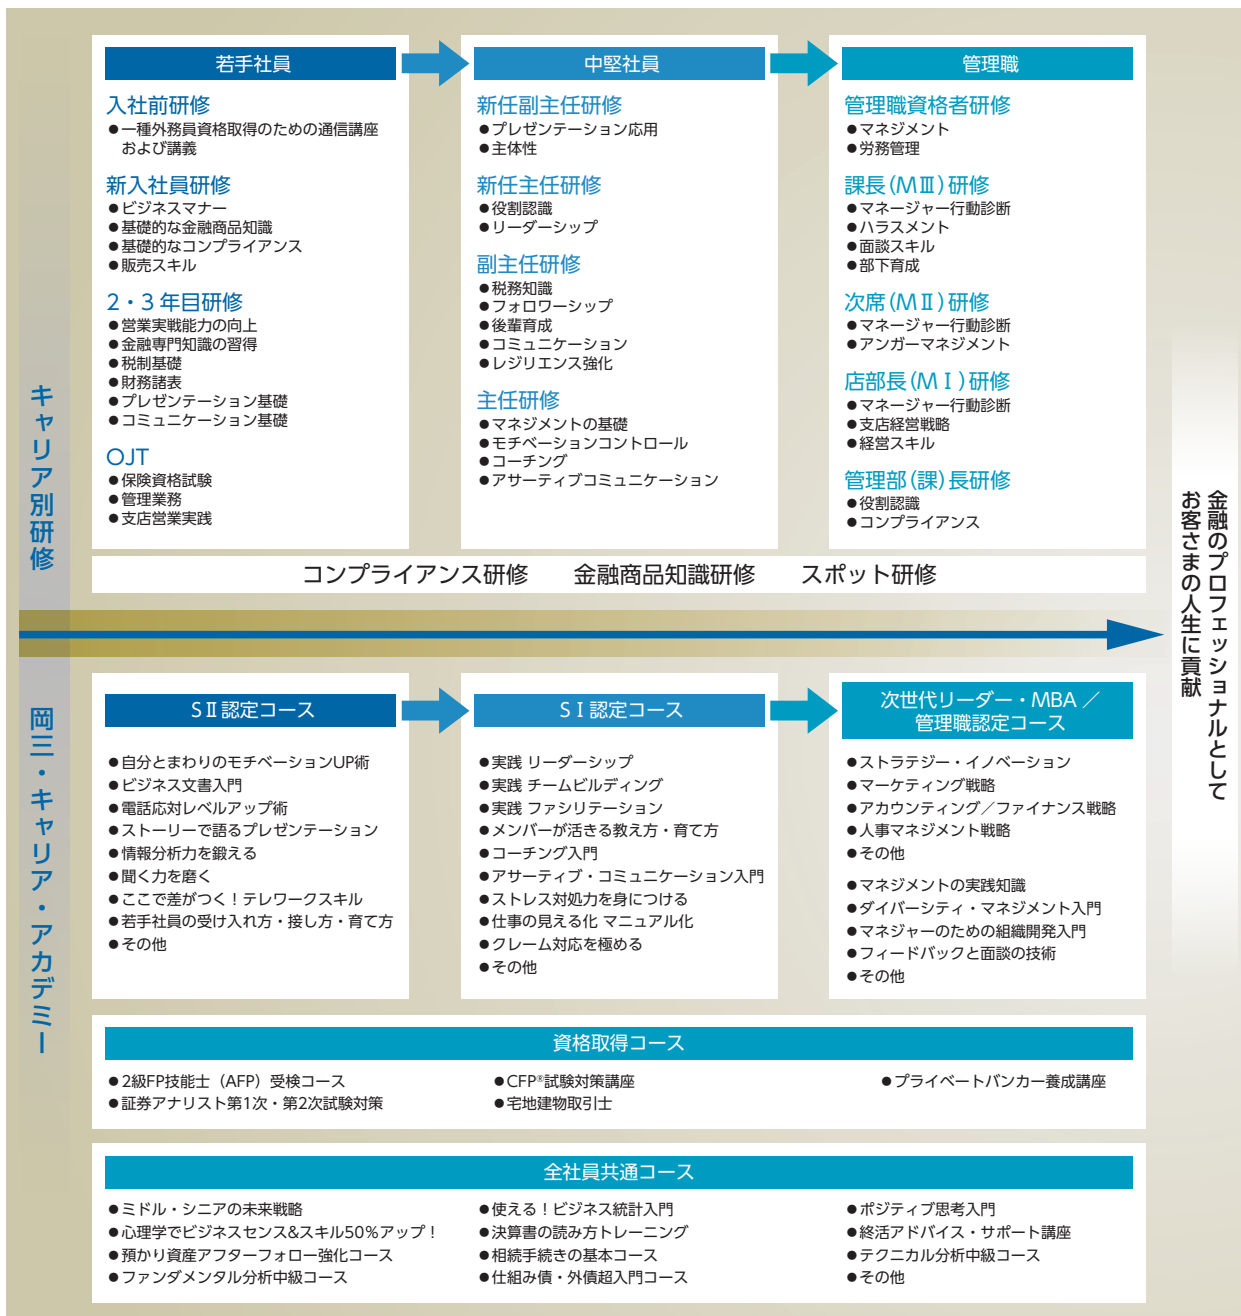 キャリア別研修
若手社員
入社前研修
●一種外務員資格取得のための通信講座
および講義
新入社員研修
●ビジネスマナー
●基礎的な金融商品知識
●基礎的なコンプライアンス
●販売スキル
2・3年目研修
●営業実戦能力の向上
●金融専門知識の習得
●税制基礎
●財務諸表
●プレゼンテーション基礎
●コミュニケーション基礎
OJT
●保険資格試験
●管理業務
●支店営業実践
中堅社員
新任副主任研修
●プレゼンテーション応用
●主体性
新任主任研修
●役割認識
●リーダーシップ
副主任研修
●税務知識
●フォロワーシップ
●後輩育成
●コミュニケーション
●レジリエンス強化
主任研修
●マネジメントの基礎
●モチベーションコントロール
●コーチング
●アサーティブコミュニケーション
管理職
管理職資格者研修
●マネジメント
●労務管理
課長(MⅢ)研修
●マネージャー行動診断
●ハラスメント
●面談スキル
●部下育成
次席(MⅡ)研修
●マネージャー行動診断
●アンガーマネジメント
店部長(MⅠ)研修
●マネージャー行動診断
●支店経営戦略
●経営スキル
管理部(課)長研修
●役割認識
●コンプライアンス
コンプライアンス研修 金融商品知識研修 スポット研修
金融のプロフェッショナルとして
お客さまの人生に貢献
岡三・キャリア・アカデミー
SⅡ認定コース
●自分とまわりのモチベーションUP術
●ビジネス文書入門
●電話応対レベルアップ術
●ストーリーで語るプレゼンテーション
●情報分析力を鍛える
●聞く力を磨く
●ここで差がつく！テレワークスキル
●若手社員の受け入れ方・接し方・育て方
●その他
SⅠ認定コース
●実践 リーダーシップ
●実践 チームビルディング
●実践 ファシリテーション
●メンバーが活きる教え方・育て方
●コーチング入門
●アサーティブ・コミュニケーション入門
●ストレス対処力を身につける
●仕事の見える化 マニュアル化
●クレーム対応を極める
●その他
次世代リーダー・MBA／
管理職認定コース
●ストラテジー・イノベーション
●マーケティング戦略
●アカウンティング／ファイナンス戦略
●人事マネジメント戦略
●その他
●マネジメントの実践知識
●ダイバーシティ・マネジメント入門
●マネジャーのための組織開発入門
●フィードバックと面談の技術
●その他
資格取得コース
●2級FP技能士（AFP）受検コース
●証券アナリスト第1次・第2次試験対策
●CFP®試験対策講座
●宅地建物取引士
●プライベートバンカー養成講座
全社員共通コース
●ミドル・シニアの未来戦略
●心理学でビジネスセンス&スキル50％アップ！
●預かり資産アフターフォロー強化コース
●ファンダメンタル分析中級コース
●使える！ビジネス統計入門
●決算書の読み方トレーニング
●相続手続きの基本コース
●仕組み債・外債超入門コース
●ポジティブ思考入門
●終活アドバイス・サポート講座
●テクニカル分析中級コース
●その他